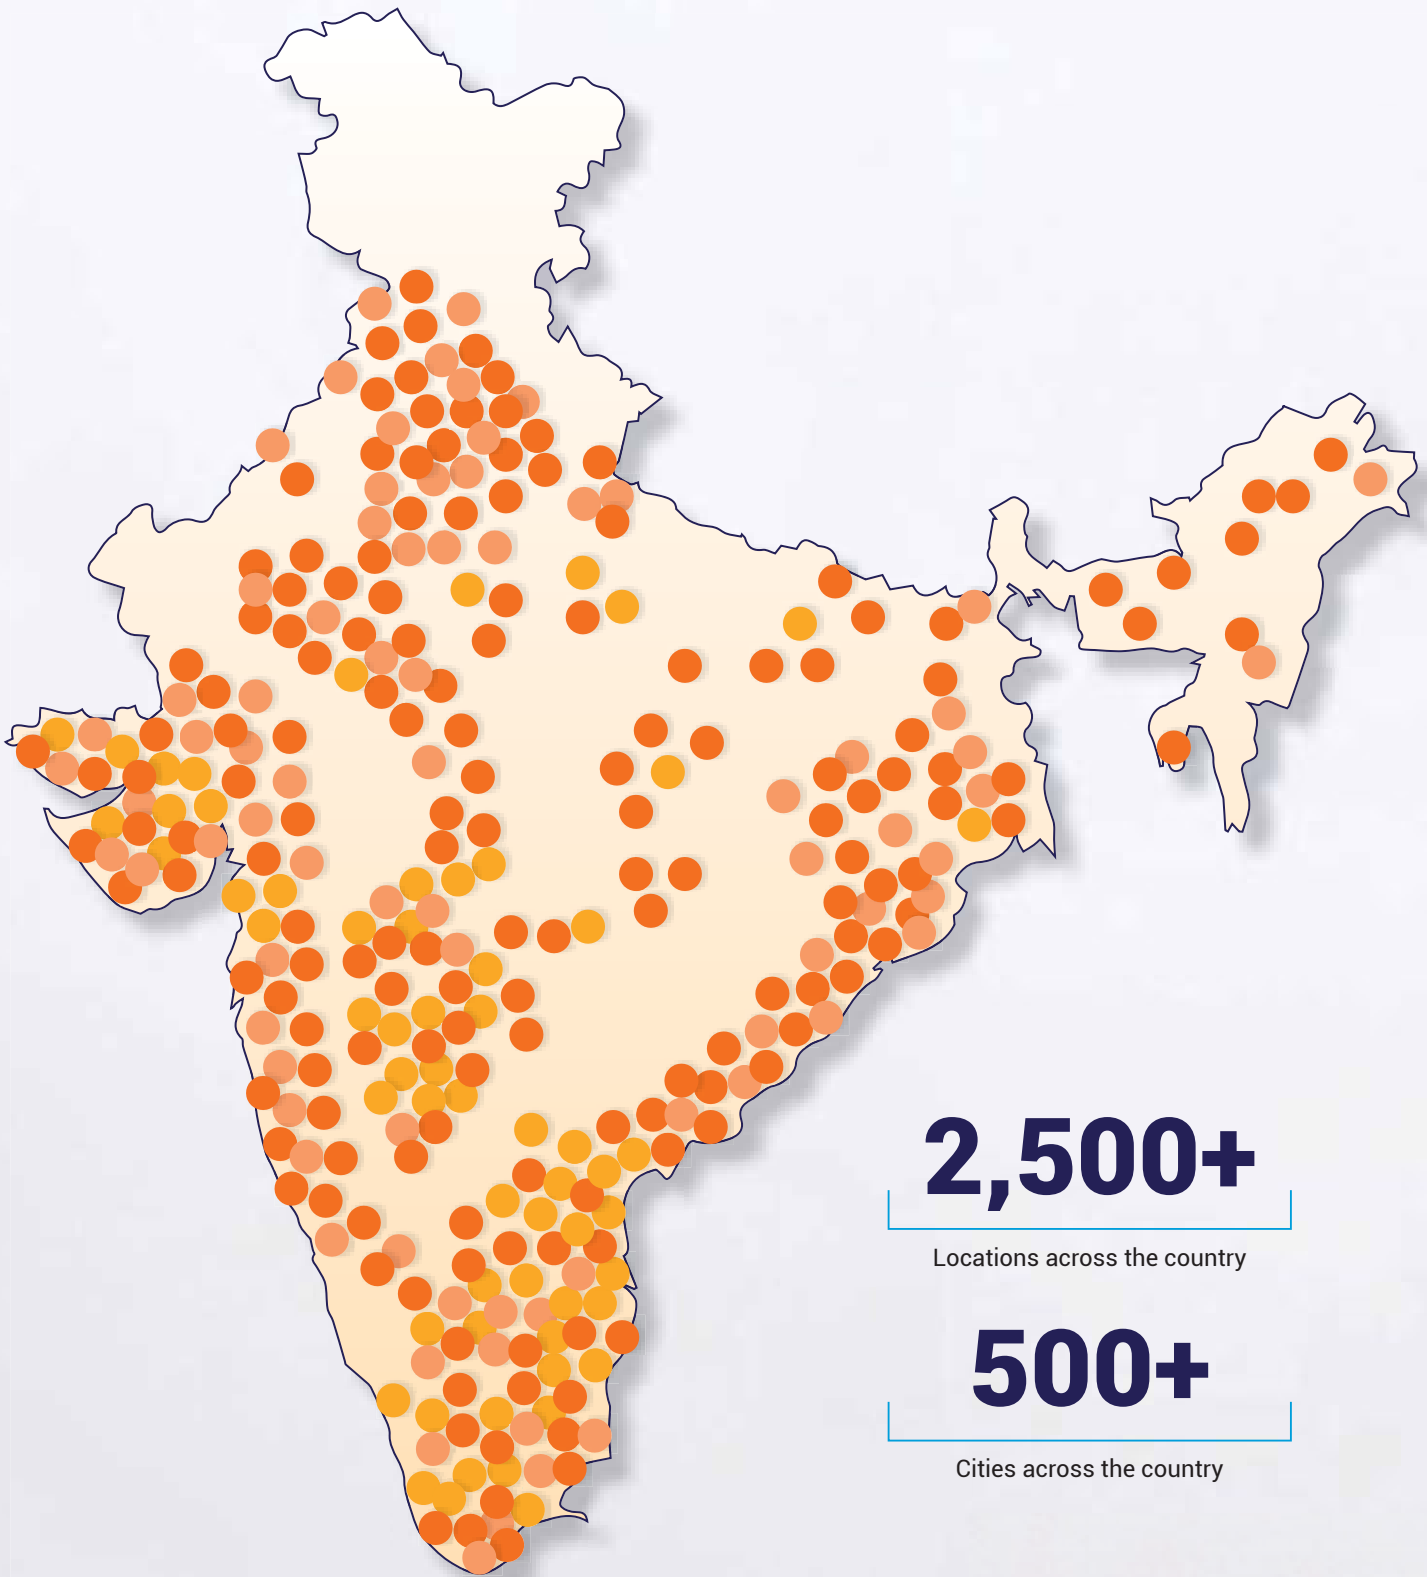 2,500+
Locations across the country
500+
Cities across the country